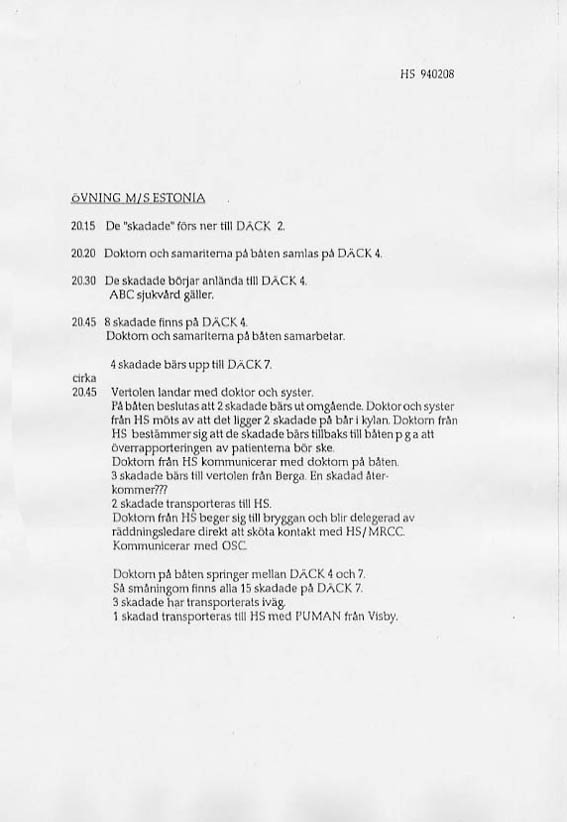 HS 940208
ÖVNING M/S ESTONIA
20.15 De "skadade" förs ner till DÄCK 2.
20.20 Doktorn och samariterna på båten samlas på DÄCK 4.
20.30 De skadade börjar anlända till DÄCK 4.
ABC sjukvård gäller.
20.45 8 skadade finns på DÄCK 4.
Doktorn och samariterna på båten samarbetar.
4 skadade bärs upp till DÄCK 7.
cirka
20.45 Vertolen landar med doktor och syster.
På båten beslutas att 2 skadade bärs ut omgående. Doktor och syster
från HS möts av att det ligger 2 skadade på bår i kylan. Doktorn från
HS bestämmer sig att de skadade bärs tillbaks till båten p g a att
överrapporteringen av patienterna bör ske.
Doktorn från HS kommunicerar med doktorn på båten.
3 skadade bärs till vertolen från Berga. En skadad åter-
kommer???
2 skadade transporteras till HS.
Doktorn från HS beger sig till bryggan och blir delegerad av
räddningsledare direkt att sköta kontakt med HS/MRCC.
Kommunicerar med OSC.
Doktorn på båten springer mellan DÄCK 4 och 7.
Så småningom finns alla 15 skadade på DÄCK 7.
3 skadade har transporterats iväg.
1 skadad transporteras till HS med PUMAN från Visby.